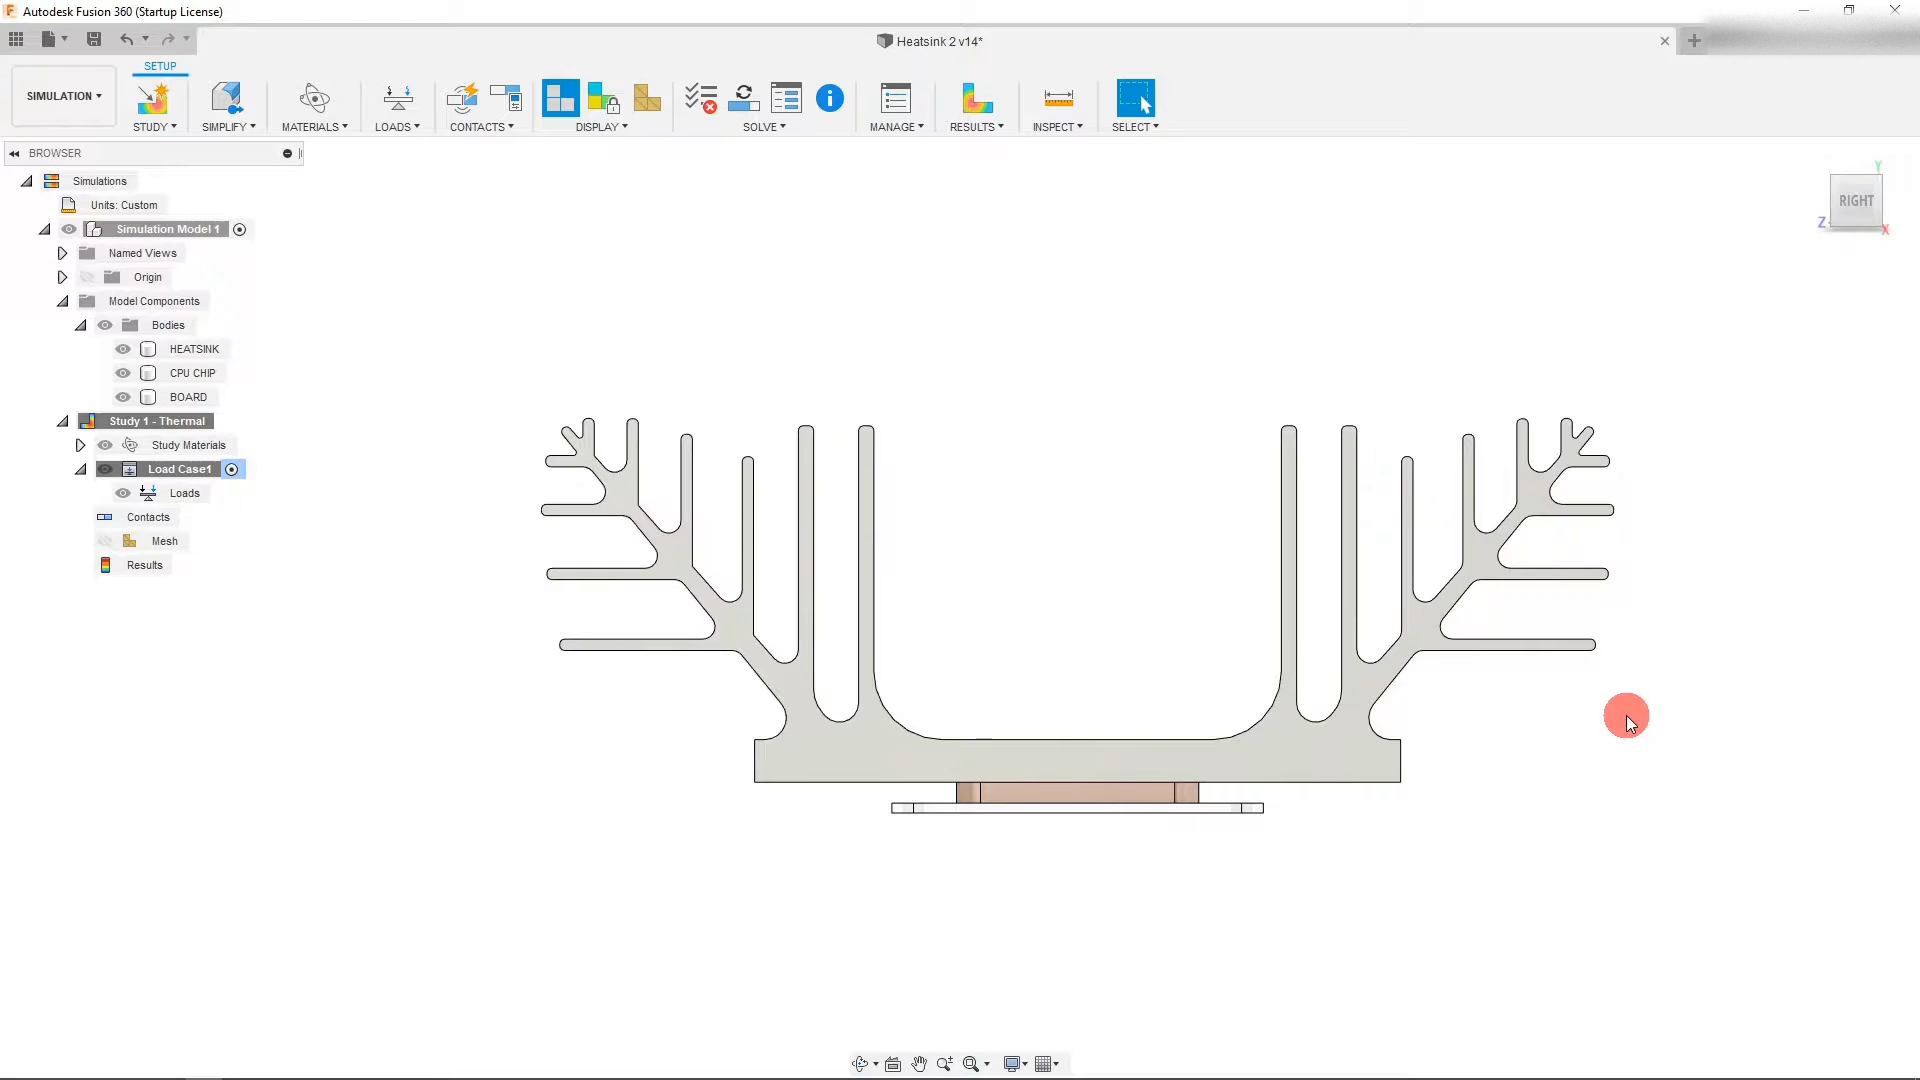 Autodesk Fusion 360 (Startup License)
Heatsink 2 v14*
SETUP
SIMULATION
STUDY
SIMPLIFY
MATERIALS
LOADS
CONTACTS
DISPLAY
SOLVE
MANAGE
RESULTS
INSPECT
SELECT
BROWSER
Simulations
Units: Custom
Simulation Model 1
Named Views
Origin
Model Components
Bodies
HEATSINK
CPU CHIP
BOARD
Study 1 - Thermal
Study Materials
Load Case1
Loads
Contacts
Mesh
Results
Y
RIGHT
Z
X